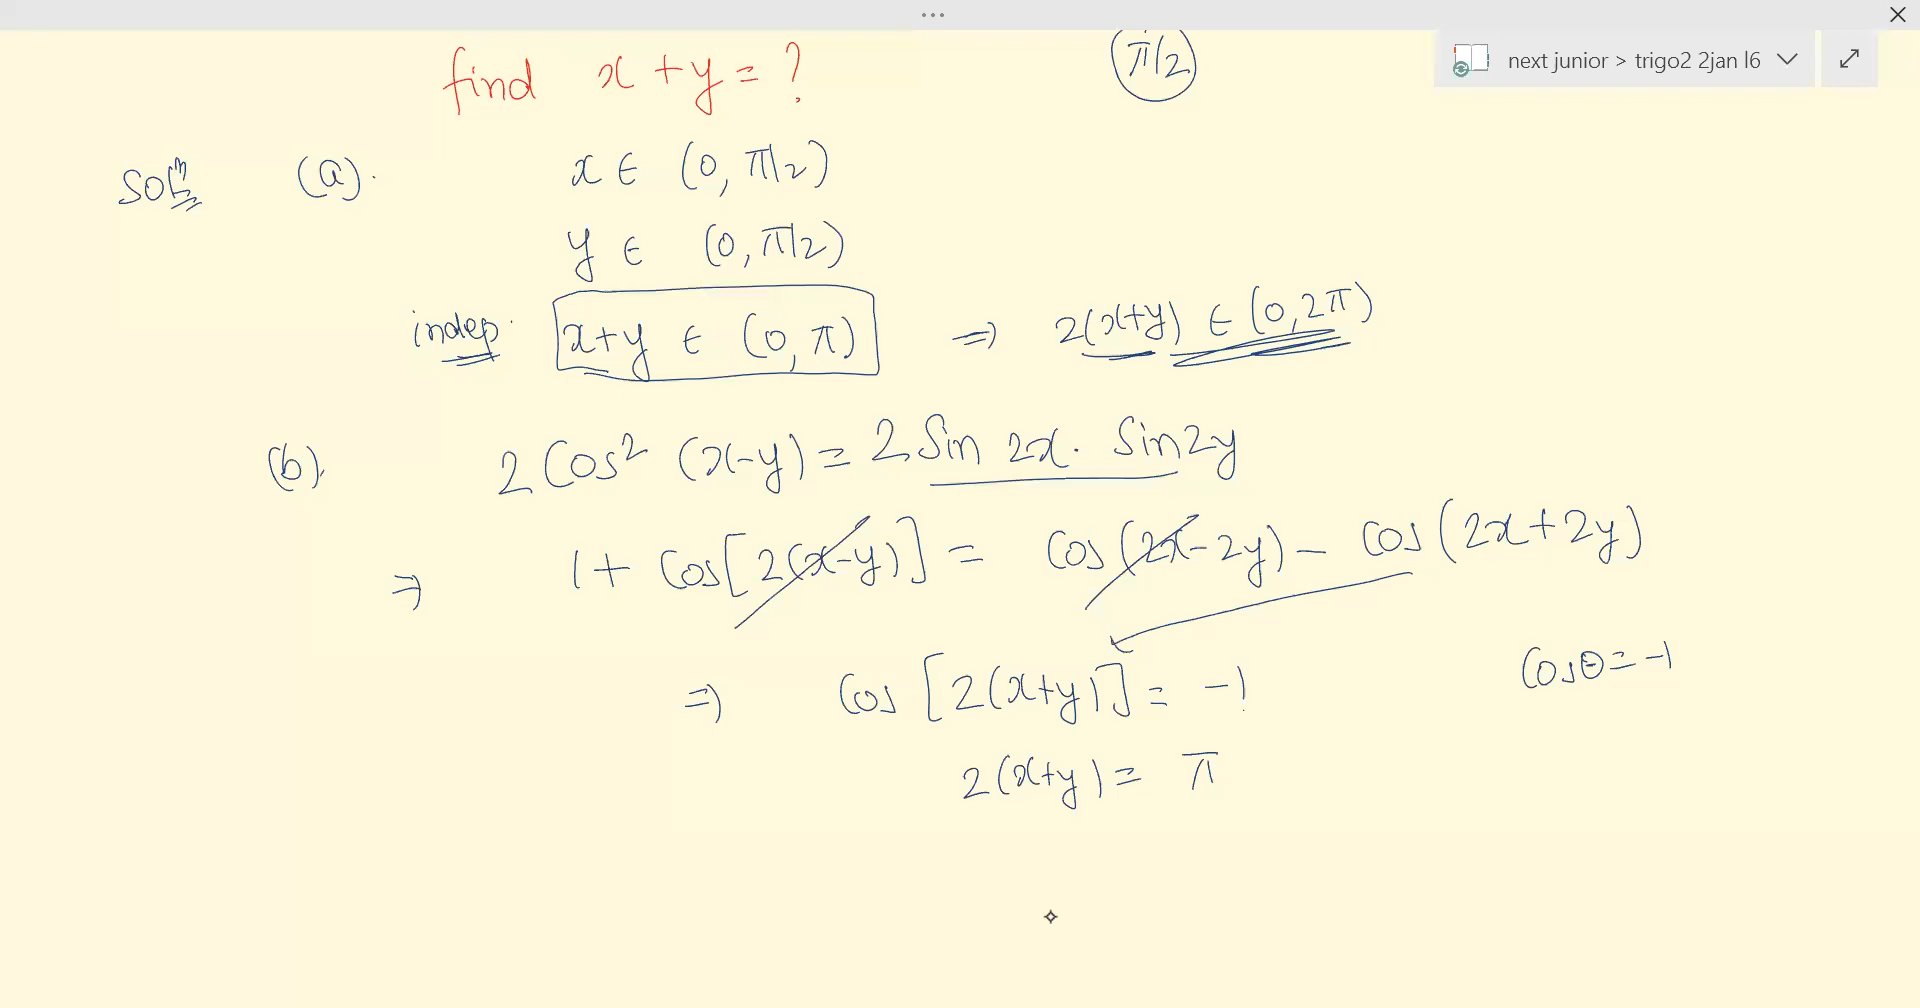 find x + y = ?
π/2
next junior > trigo2 2jan l6
Solⁿ (a).
x ∈ (0, π/2)
y ∈ (0, π/2)
indep. x+y ∈ (0, π) ⇒ 2(x+y) ∈ (0, 2π)
(b). 2 Cos² (x-y) = 2 Sin 2x . Sin 2y
⇒ 1 + Cos[2(x-y)] = Cos (2x-2y) - Cos (2x+2y)
⇒ Cos [2(x+y)] = -1
Cosθ = -1
2(x+y) = π